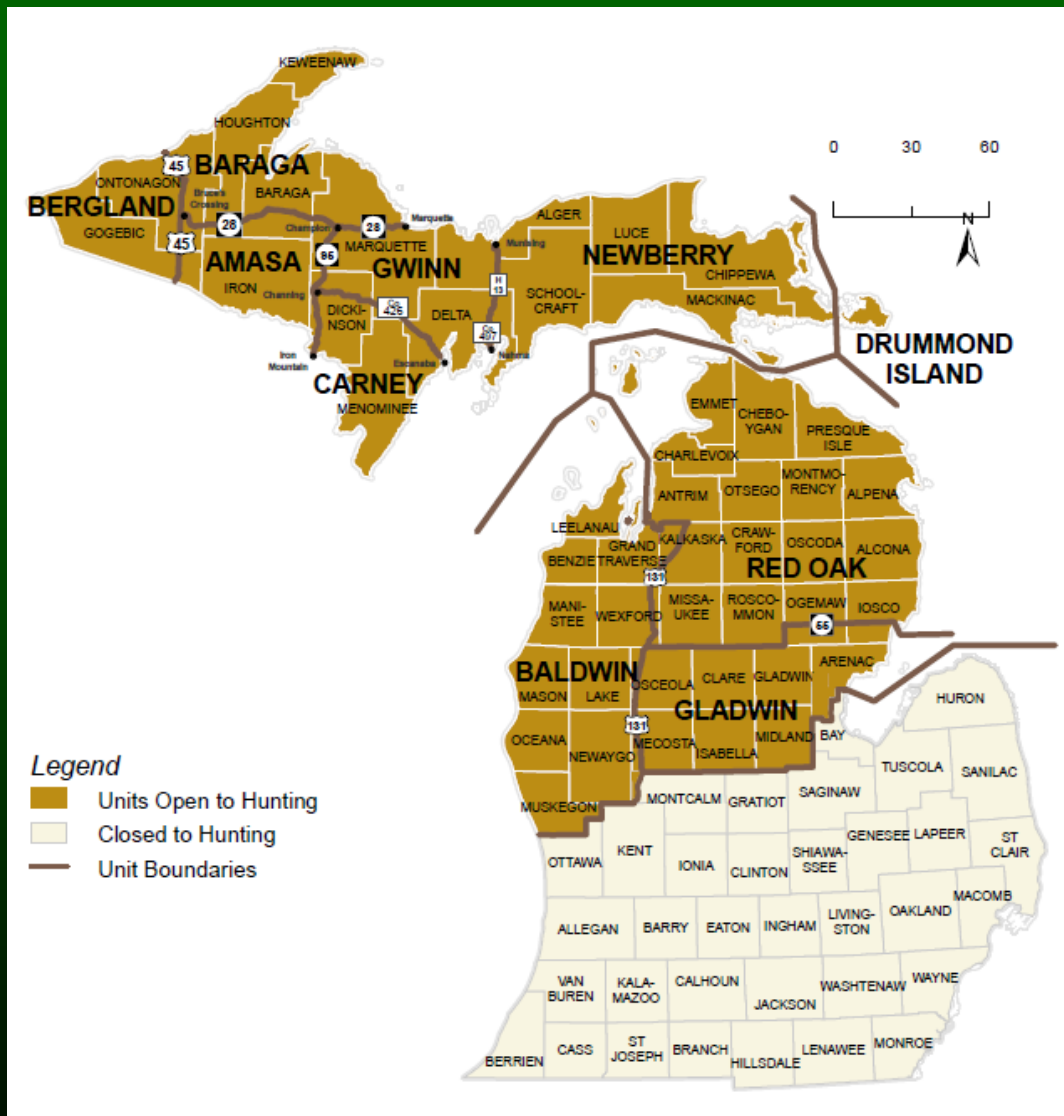 KEWEENAW
HOUGHTON
0 30 60
45
BARAGA
ONTONAGON
BARAGA
Bruce's
Crossing
BERGLAND
GOGEBIC
28
Champion
28
Marquette
45
95
MARQUETTE
AMASA
GWINN
IRON
Channing
DICKI-
NSON
Co.
426
DELTA
Iron
Mountain
Escanaba
CARNEY
MENOMINEE
ALGER
Munising
H
13
SCHOOL-
CRAFT
Co.
497
Nahma
LUCE
NEWBERRY
CHIPPEWA
MACKINAC
N
DRUMMOND
ISLAND
EMMET
CHEBO-
YGAN
PRESQUE
ISLE
CHARLEVOIX
ANTRIM
OTSEGO
MONTMO-
RENCY
ALPENA
LEELANAU
BENZIE
GRAND
TRAVERSE
KALKASKA
CRAW-
FORD
OSCODA
ALCONA
131
RED OAK
MANI-
STEE
WEXFORD
MISSA-
UKEE
ROSCO-
MMON
OGEMAW
IOSCO
55
BALDWIN
MASON
LAKE
OSCEOLA
CLARE
GLADWIN
ARENAC
GLADWIN
131
OCEANA
NEWAYGO
MECOSTA
ISABELLA
MIDLAND
BAY
HURON
MUSKEGON
MONTCALM
GRATIOT
SAGINAW
TUSCOLA
SANILAC
Legend
Units Open to Hunting
Closed to Hunting
Unit Boundaries
OTTAWA
KENT
IONIA
CLINTON
SHIAWA-
SSEE
GENESEE
LAPEER
ST
CLAIR
ALLEGAN
BARRY
EATON
INGHAM
LIVING-
STON
OAKLAND
MACOMB
VAN
BUREN
KALA-
MAZOO
CALHOUN
JACKSON
WASHTENAW
WAYNE
BERRIEN
CASS
ST
JOSEPH
BRANCH
HILLSDALE
LENAWEE
MONROE